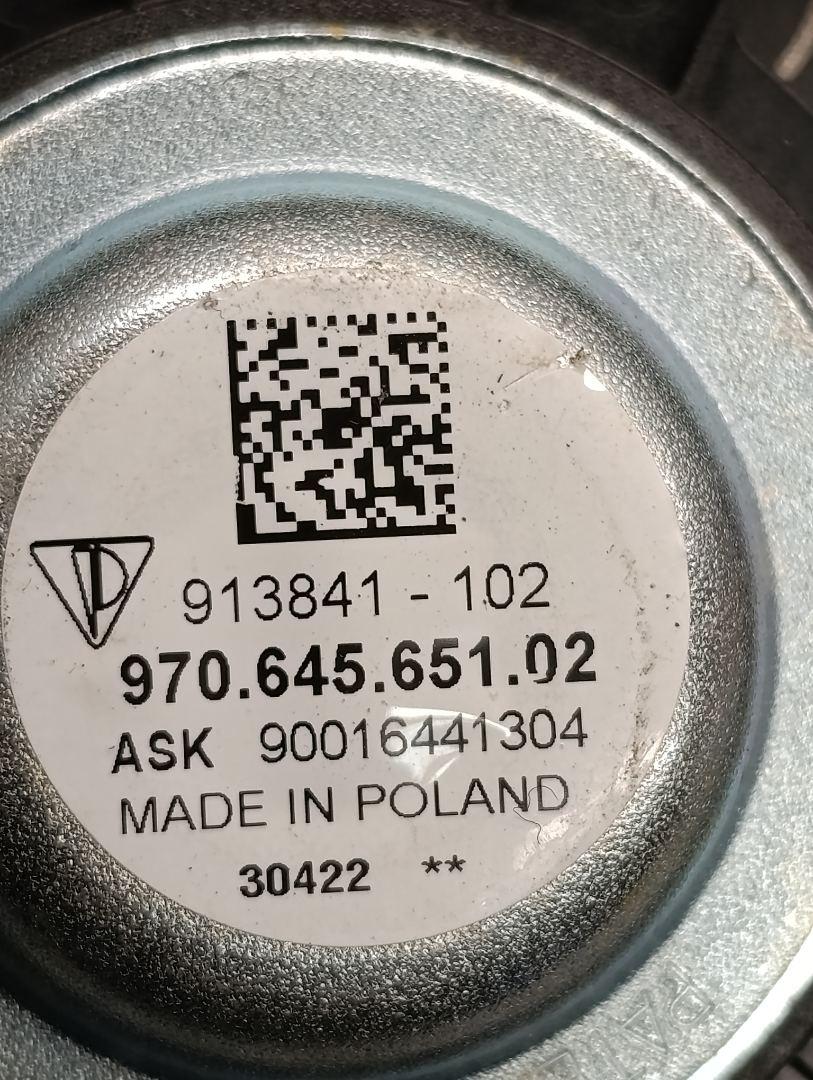 913841 - 102
970.645.651.02
ASK 90016441304
MADE IN POLAND
30422 **